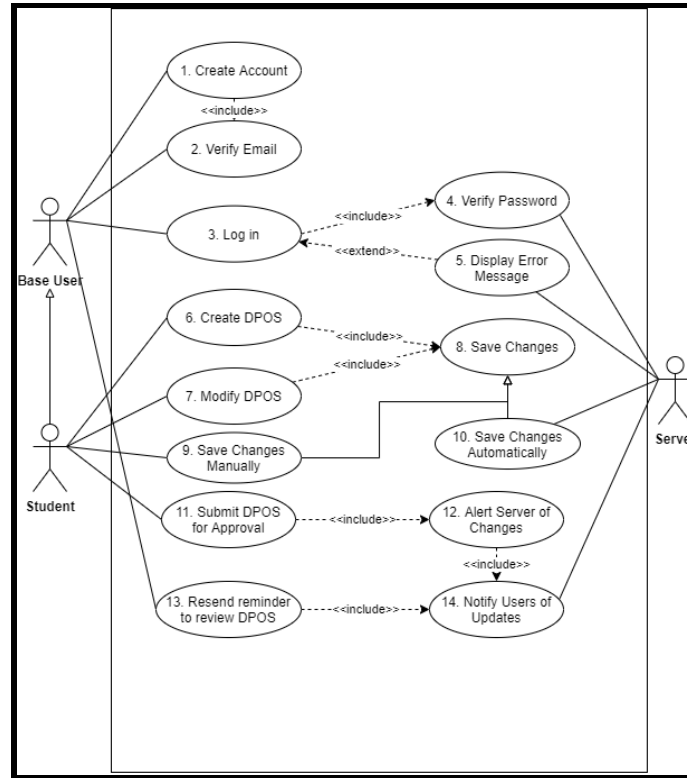 1. Create Account
<<include>>
2. Verify Email
3. Log in
<<include>>
4. Verify Password
<<extend>>
5. Display Error
Message
Base User
6. Create DPOS
<<include>>
8. Save Changes
7. Modify DPOS
<<include>>
9. Save Changes
Manually
10. Save Changes
Automatically
Serve
Student
11. Submit DPOS
for Approval
<<include>>
12. Alert Server of
Changes
<<include>>
13. Resend reminder
to review DPOS
<<include>>
14. Notify Users of
Updates